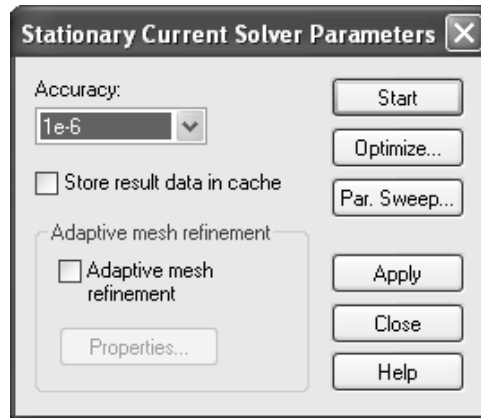 Stationary Current Solver Parameters
Accuracy:
1e-6
Store result data in cache
Adaptive mesh refinement
Adaptive mesh
refinement
Properties...
Start
Optimize...
Par. Sweep...
Apply
Close
Help